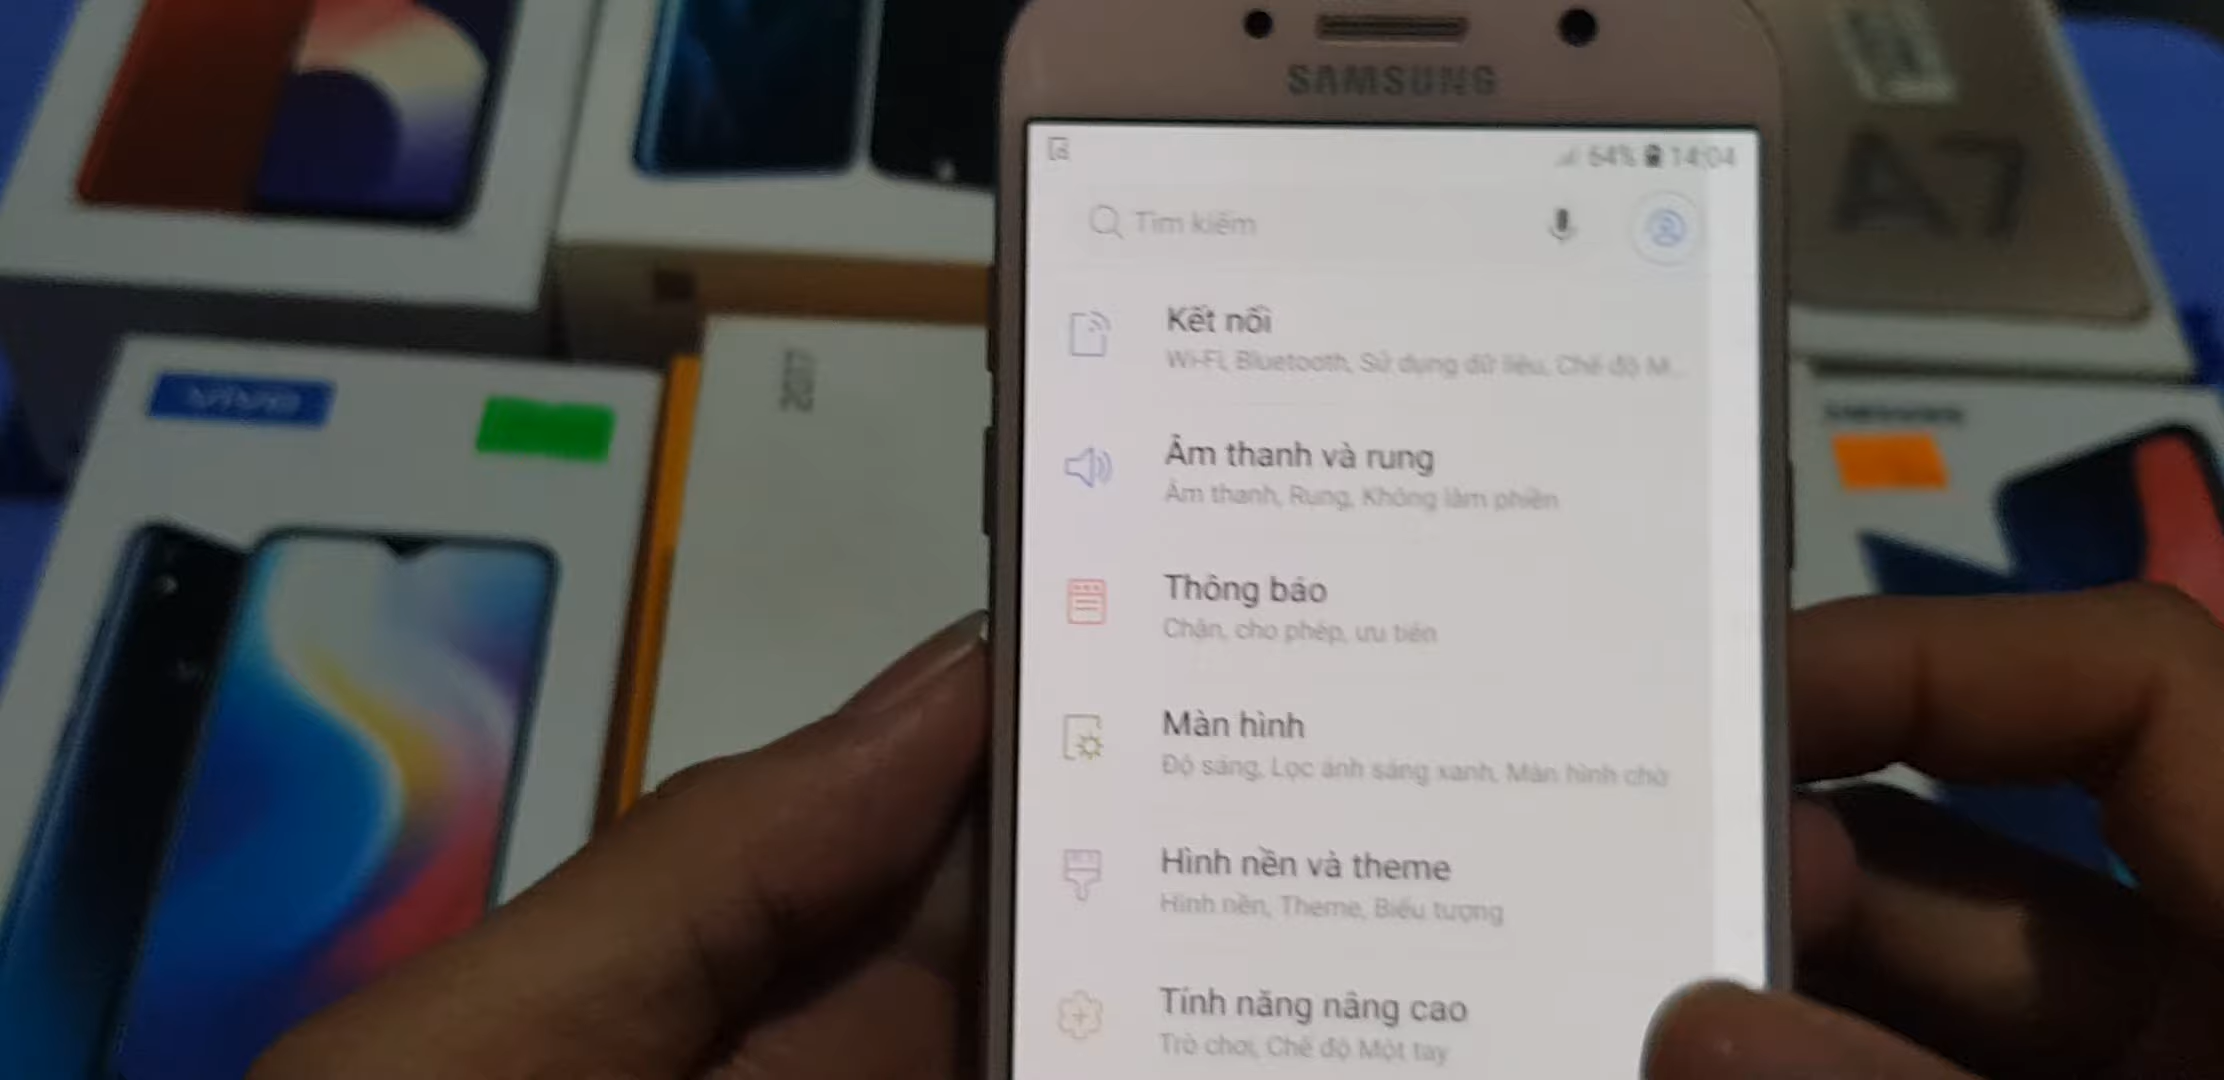 SAMSUNG
64% 14:04
Tìm kiếm
Kết nối
Wi-Fi, Bluetooth, Sử dụng dữ liệu, Chế độ M...
Âm thanh và rung
Âm thanh, Rung, Không làm phiền
Thông báo
Chặn, cho phép, ưu tiên
Màn hình
Độ sáng, Lọc ánh sáng xanh, Màn hình chờ
Hình nền và theme
Hình nền, Theme, Biểu tượng
Tính năng nâng cao
Trò chơi, Chế độ Một tay
A7
vivo
2017
SAMSUNG